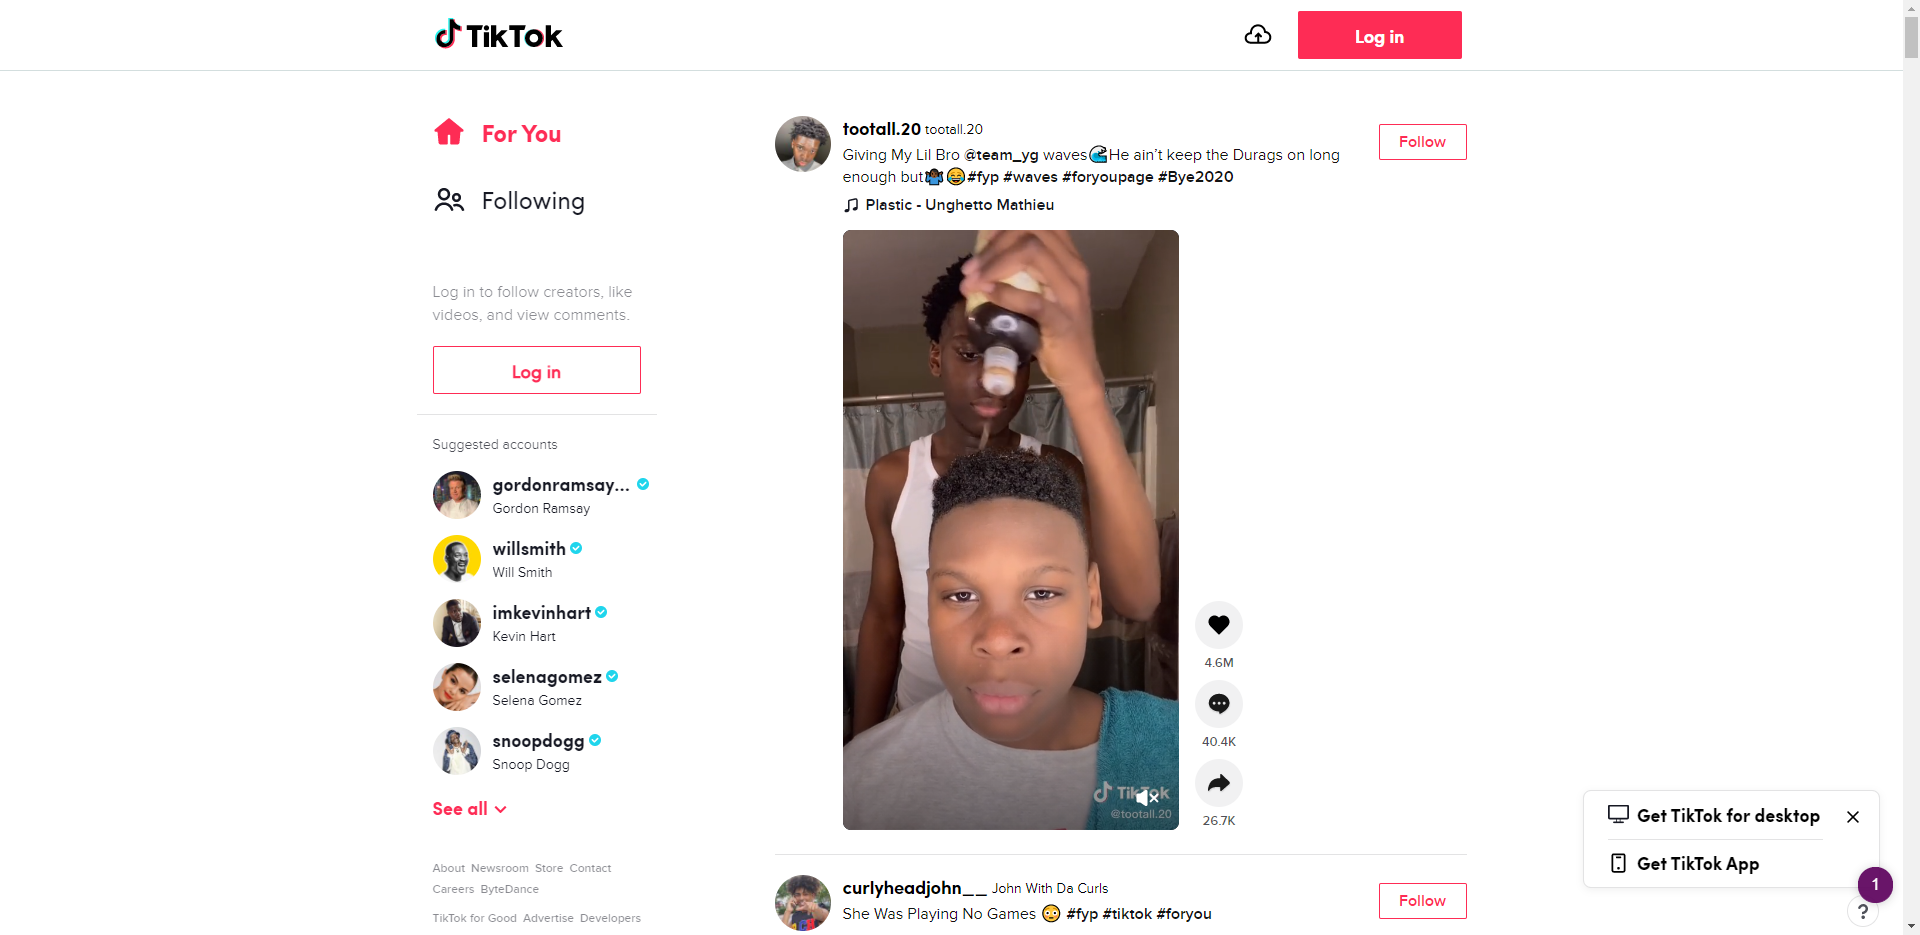 TikTok
Log in
For You
Following
Log in to follow creators, like
videos, and view comments.
Log in
Suggested accounts
gordonramsay...
Gordon Ramsay
willsmith
Will Smith
imkevinhart
Kevin Hart
selenagomez
Selena Gomez
snoopdogg
Snoop Dogg
See all
About Newsroom Store Contact
Careers ByteDance
TikTok for Good Advertise Developers
tootall.20 tootall.20
Follow
Giving My Lil Bro @team_yg waves🌊He ain’t keep the Durags on long
enough but🤷🏿‍♂️😂#fyp #waves #foryoupage #Bye2020
Plastic - Unghetto Mathieu
TikTok
@tootall.20
4.6M
40.4K
26.7K
curlyheadjohn__ John With Da Curls
Follow
She Was Playing No Games 😳 #fyp #tiktok #foryou
Get TikTok for desktop
Get TikTok App
1
?